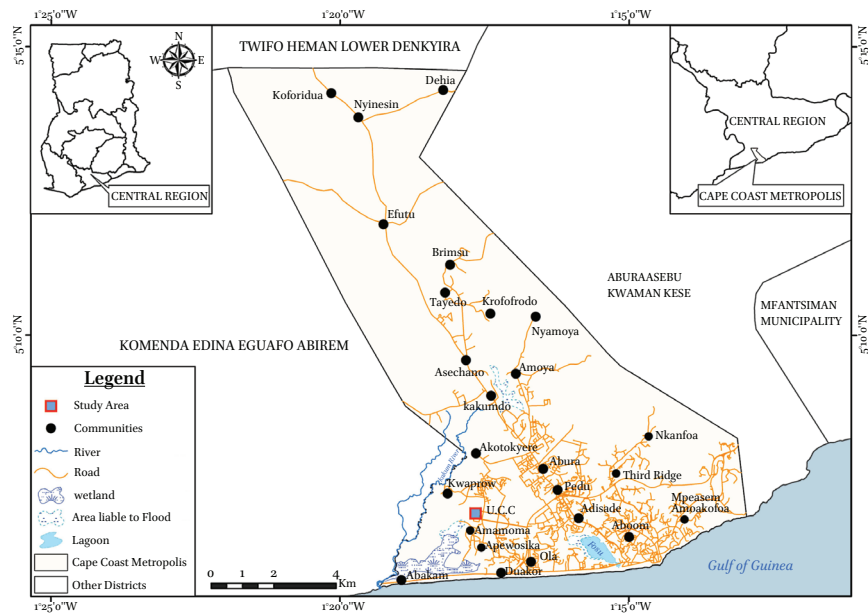 1°25'0"W
1°20'0"W
1°15'0"W
5°15'0"N
5°15'0"N
TWIFO HEMAN LOWER DENKYIRA
N
W
E
S
CENTRAL REGION
CENTRAL REGION
CAPE COAST METROPOLIS
Dehia
Koforidua
Nyinesin
Efutu
Brimsu
Tayedo
Krofofrodo
Nyamoya
ABURAASEBU
KWAMAN KESE
MFANTSIMAN
MUNICIPALITY
5°10'0"N
5°10'0"N
KOMENDA EDINA EGUAFO ABIREM
Asechano
Amoya
kakumdo
Nkanfoa
Akotokyere
Abura
Third Ridge
Kwaprow
Pedu
Mpeasem
Amoakofoa
U.C.C
Adisade
Amamoma
Aboom
Apewosika
Ola
Duakor
Abakam
Gulf of Guinea
Legend
Study Area
Communities
River
Road
wetland
Area liable to Flood
Lagoon
Cape Coast Metropolis
Other Districts
0 1 2 4
Km
1°25'0"W
1°20'0"W
1°15'0"W